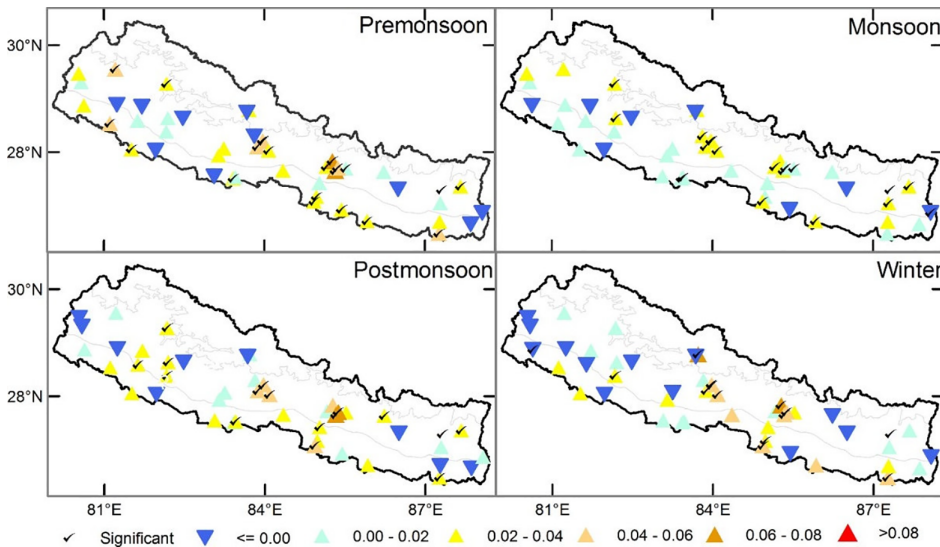 Premonsoon
Monsoon
30°N
28°N
Postmonsoon
Winter
30°N
28°N
81°E 84°E 87°E 81°E 84°E 87°E
Significant <= 0.00 0.00 - 0.02 0.02 - 0.04 0.04 - 0.06 0.06 - 0.08 >0.08